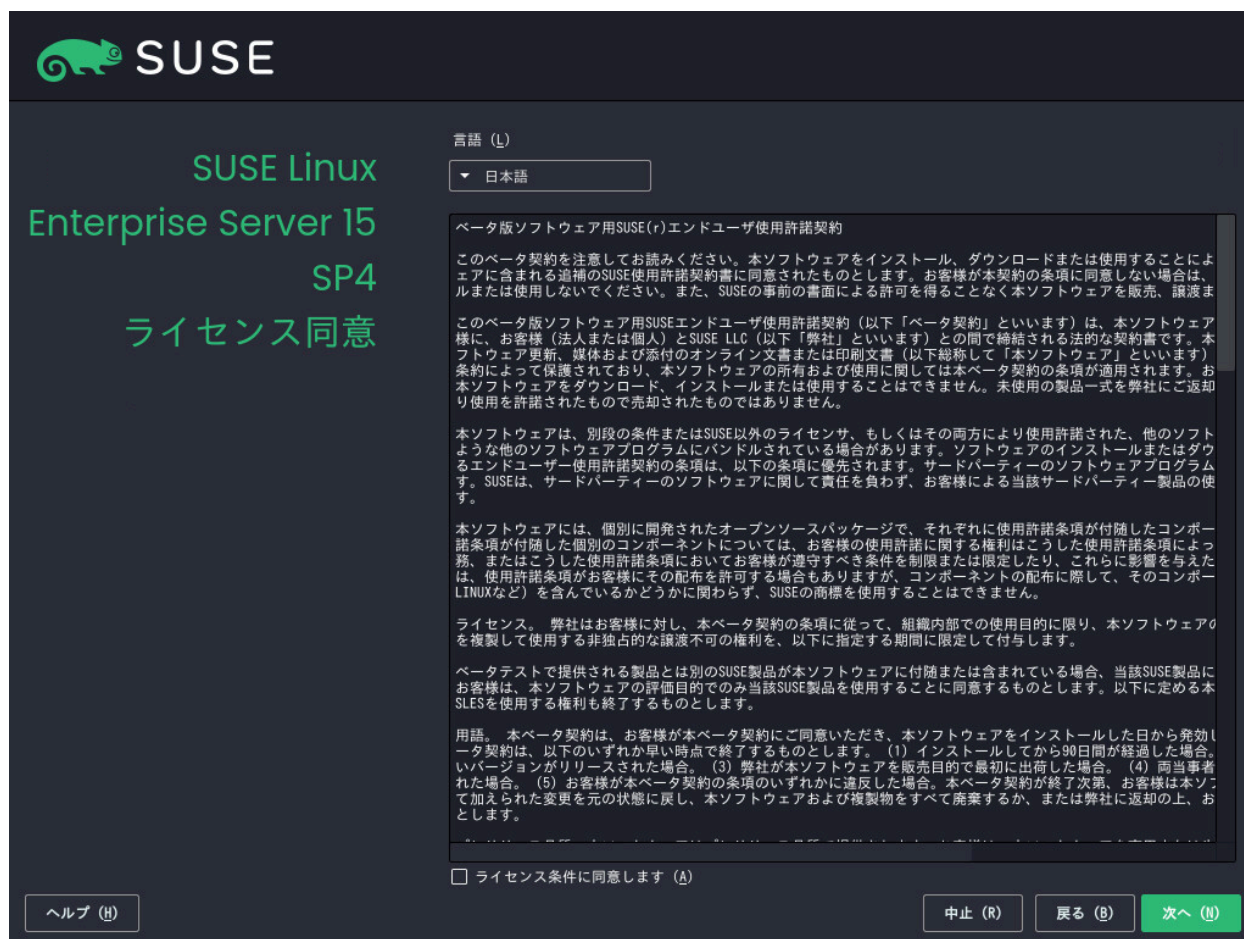 SUSE
SUSE Linux
Enterprise Server 15
SP4
ライセンス同意
言語 (L)
日本語
ベータ版ソフトウェア用SUSE(r)エンドユーザ使用許諾契約
このベータ契約を注意してお読みください。本ソフトウェアをインストール、ダウンロードまたは使用することによ
ェアに含まれる追補のSUSE使用許諾契約書に同意されたものとします。お客様が本契約の条項に同意しない場合は、
ルまたは使用しないでください。また、SUSEの事前の書面による許可を得ることなく本ソフトウェアを販売、譲渡ま
このベータ版ソフトウェア用SUSEエンドユーザ使用許諾契約（以下「ベータ契約」といいます）は、本ソフトウェア
様に、お客様（法人または個人）とSUSE LLC（以下「弊社」といいます）との間で締結される法的な契約書です。本
フトウェア更新、媒体および添付のオンライン文書または印刷文書（以下総称して「本ソフトウェア」といいます）
条約によって保護されており、本ソフトウェアの所有および使用に関しては本ベータ契約の条項が適用されます。お
本ソフトウェアをダウンロード、インストールまたは使用することはできません。未使用の製品一式を弊社にご返却
り使用を許諾されたもので売却されたものではありません。
本ソフトウェアは、別段の条件またはSUSE以外のライセンサ、もしくはその両方により使用許諾された、他のソフト
ような他のソフトウェアプログラムにバンドルされている場合があります。ソフトウェアのインストールまたはダウ
るエンドユーザー使用許諾契約の条項は、以下の条項に優先されます。サードパーティーのソフトウェアプログラム
す。SUSEは、サードパーティーのソフトウェアに関して責任を負わず、お客様による当該サードパーティー製品の使
す。
本ソフトウェアには、個別に開発されたオープンソースパッケージで、それぞれに使用許諾条項が付随したコンポー
諾条項が付随した個別のコンポーネントについては、お客様の使用許諾に関する権利はこうした使用許諾条項によっ
務、またはこうした使用許諾条項においてお客様が遵守すべき条件を制限または限定したり、これらに影響を与えた
は、使用許諾条項がお客様にその配布を許可する場合もありますが、コンポーネントの配布に際して、そのコンポー
LINUXなど）を含んでいるかどうかに関わらず、SUSEの商標を使用することはできません。
ライセンス。 弊社はお客様に対し、本ベータ契約の条項に従って、組織内部での使用目的に限り、本ソフトウェアの
を複製して使用する非独占的な譲渡不可の権利を、以下に指定する期間に限定して付与します。
ベータテストで提供される製品とは別のSUSE製品が本ソフトウェアに付随または含まれている場合、当該SUSE製品に
お客様は、本ソフトウェアの評価目的でのみ当該SUSE製品を使用することに同意するものとします。以下に定める本
SLESを使用する権利も終了するものとします。
用語。 本ベータ契約は、お客様が本ベータ契約にご同意いただき、本ソフトウェアをインストールした日から発効し
ータ契約は、以下のいずれか早い時点で終了するものとします。（1）インストールしてから90日間が経過した場合。
いバージョンがリリースされた場合。（3）弊社が本ソフトウェアを販売目的で最初に出荷した場合。（4）両当事者
れた場合。（5）お客様が本ベータ契約の条項のいずれかに違反した場合。本ベータ契約が終了次第、お客様は本ソフ
て加えられた変更を元の状態に戻し、本ソフトウェアおよび複製物をすべて廃棄するか、または弊社に返却の上、お
とします。
ライセンス条件に同意します (A)
ヘルプ (H)
中止 (R)
戻る (B)
次へ (N)